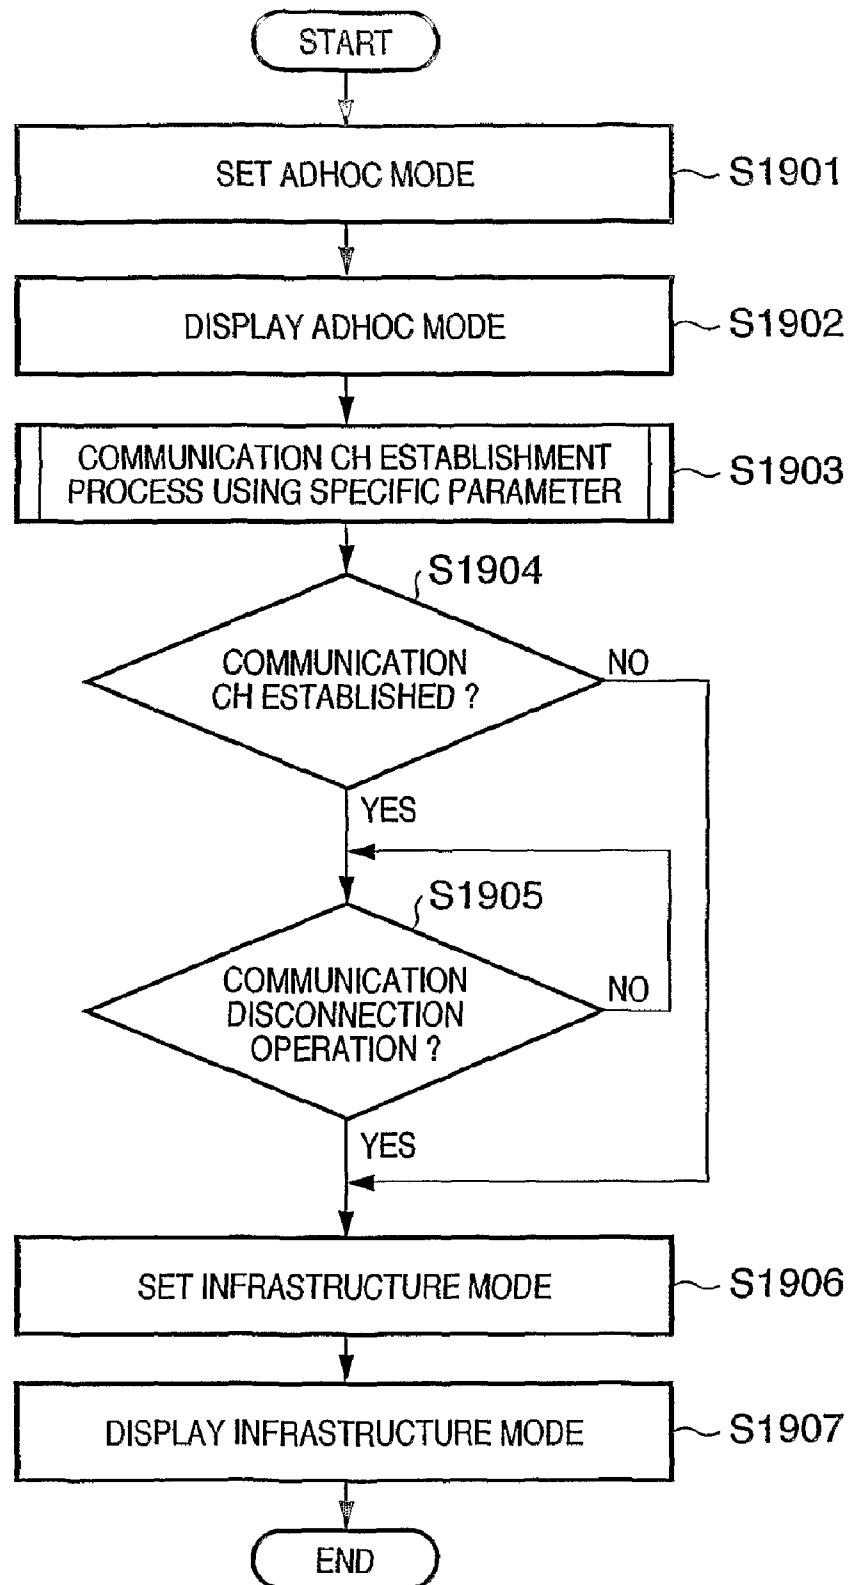 START
SET ADHOC MODE
S1901
DISPLAY ADHOC MODE
S1902
COMMUNICATION CH ESTABLISHMENT
PROCESS USING SPECIFIC PARAMETER
S1903
S1904
COMMUNICATION
CH ESTABLISHED ?
NO
YES
S1905
COMMUNICATION
DISCONNECTION
OPERATION ?
NO
YES
SET INFRASTRUCTURE MODE
S1906
DISPLAY INFRASTRUCTURE MODE
S1907
END